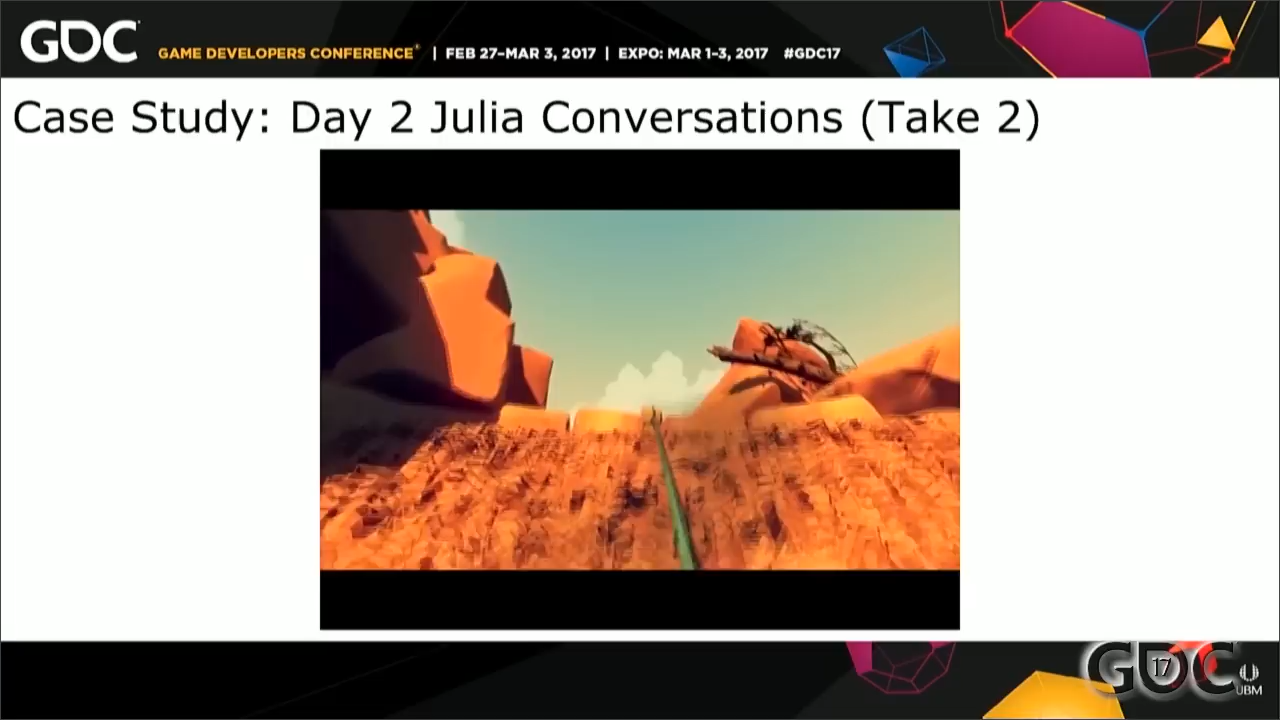 GDC GAME DEVELOPERS CONFERENCE® | FEB 27–MAR 3, 2017 | EXPO: MAR 1–3, 2017 #GDC17
Case Study: Day 2 Julia Conversations (Take 2)
GDC 17 UBM